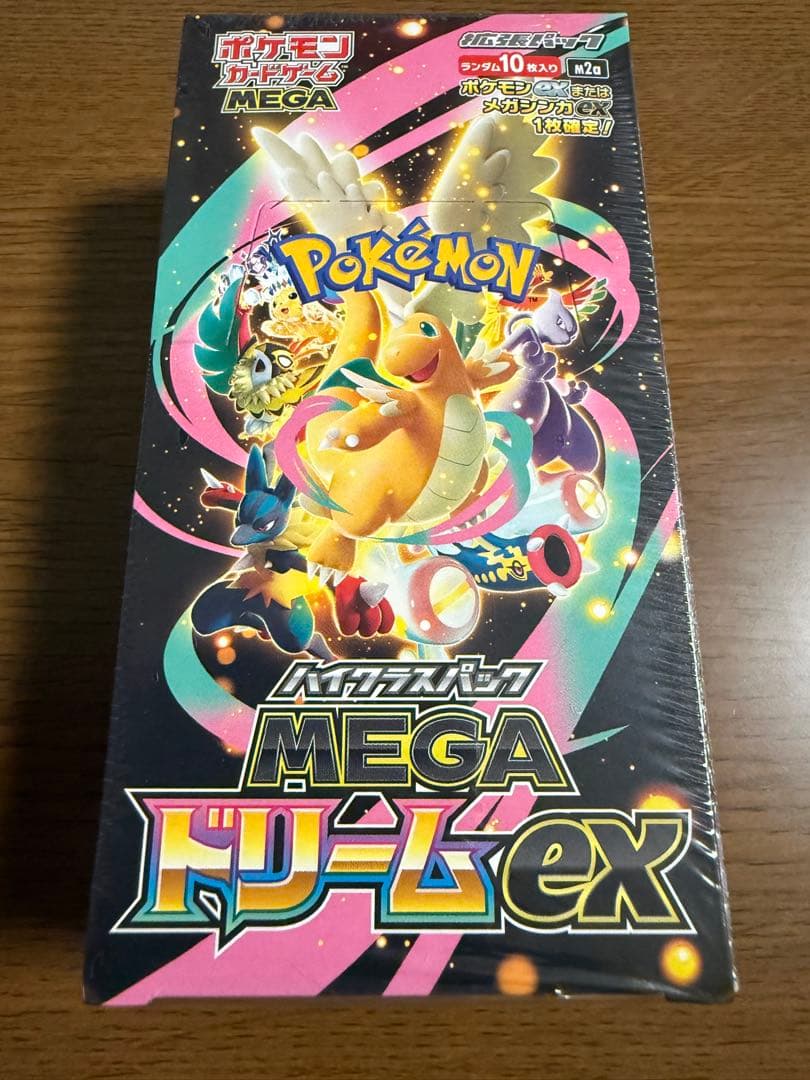 ポケモン
カードゲーム
MEGA
拡張パック
ランダム10枚入り
M2a
ポケモンexまたは
メガシンカex
1枚確定！
POKéMON
TM
ハイクラスパック
MEGA
ドリームex